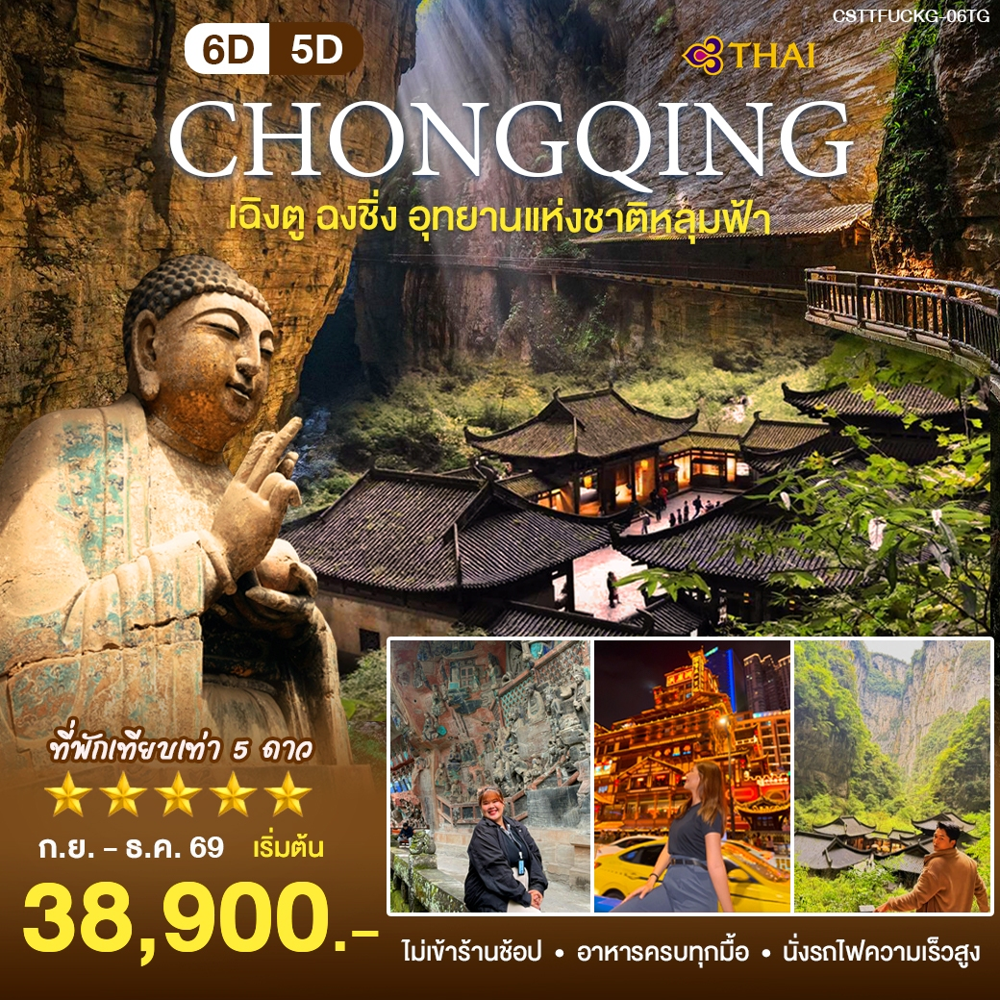 CSTTFUCKG-06TG
6D 5D
THAI
CHONGQING
เฉิงตู ฉงชิ่ง อุทยานแห่งชาติหลุมฟ้า
ที่พักเทียบเท่า 5 ดาว
ก.ย. - ธ.ค. 69 เริ่มต้น
38,900.-
ไม่เข้าร้านช้อป • อาหารครบทุกมื้อ • นั่งรถไฟความเร็วสูง